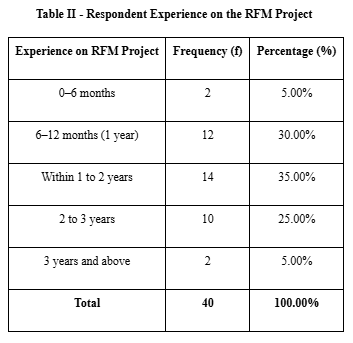 Table II - Respondent Experience on the RFM Project
Experience on RFM Project Frequency (f) Percentage (%)
0–6 months 2 5.00%
6–12 months (1 year) 12 30.00%
Within 1 to 2 years 14 35.00%
2 to 3 years 10 25.00%
3 years and above 2 5.00%
Total 40 100.00%